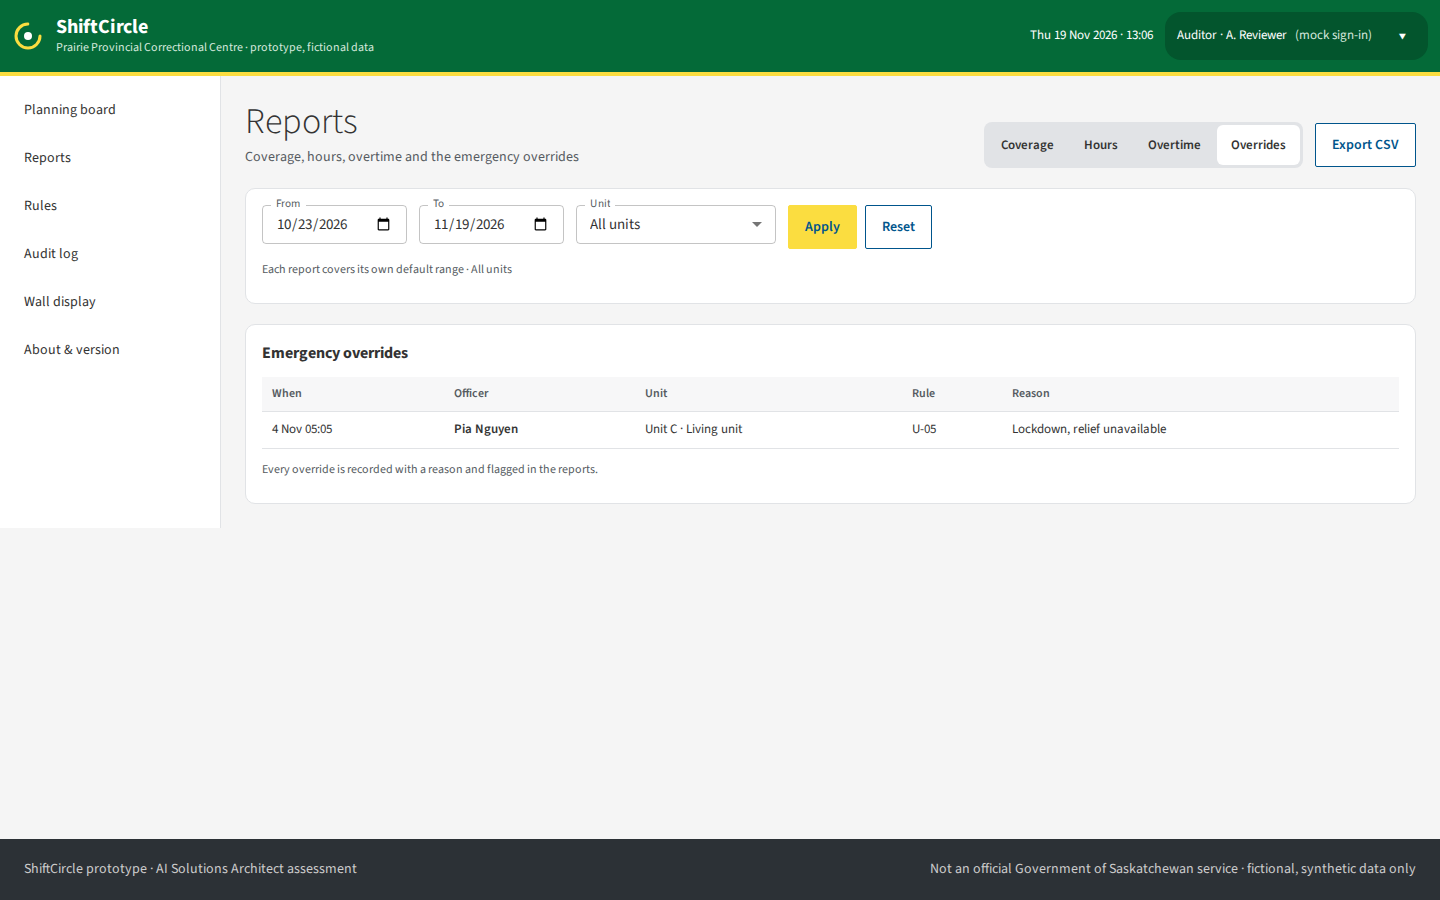 ShiftCircle
Prairie Provincial Correctional Centre · prototype, fictional data
Thu 19 Nov 2026 · 13:06
Auditor · A. Reviewer (mock sign-in) ▼
Planning board
Reports
Rules
Audit log
Wall display
About & version
Reports
Coverage, hours, overtime and the emergency overrides
Coverage Hours Overtime Overrides
Export CSV
From To Unit
10/23/2026 11/19/2026 All units Apply Reset
Each report covers its own default range · All units
Emergency overrides
When Officer Unit Rule Reason
4 Nov 05:05 Pia Nguyen Unit C · Living unit U-05 Lockdown, relief unavailable
Every override is recorded with a reason and flagged in the reports.
ShiftCircle prototype · AI Solutions Architect assessment
Not an official Government of Saskatchewan service · fictional, synthetic data only